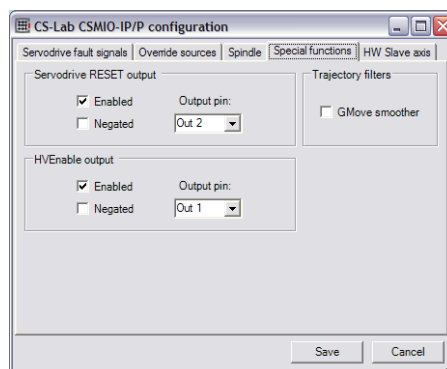 CS-Lab CSMIO-IP/P configuration
Servodrive fault signals Override sources Spindle Special functions HW Slave axis
Servodrive RESET output Trajectory filters
Enabled Output pin:
Negated Out 2
GMove smoother
HVEnable output
Enabled Output pin:
Negated Out 1
Save Cancel